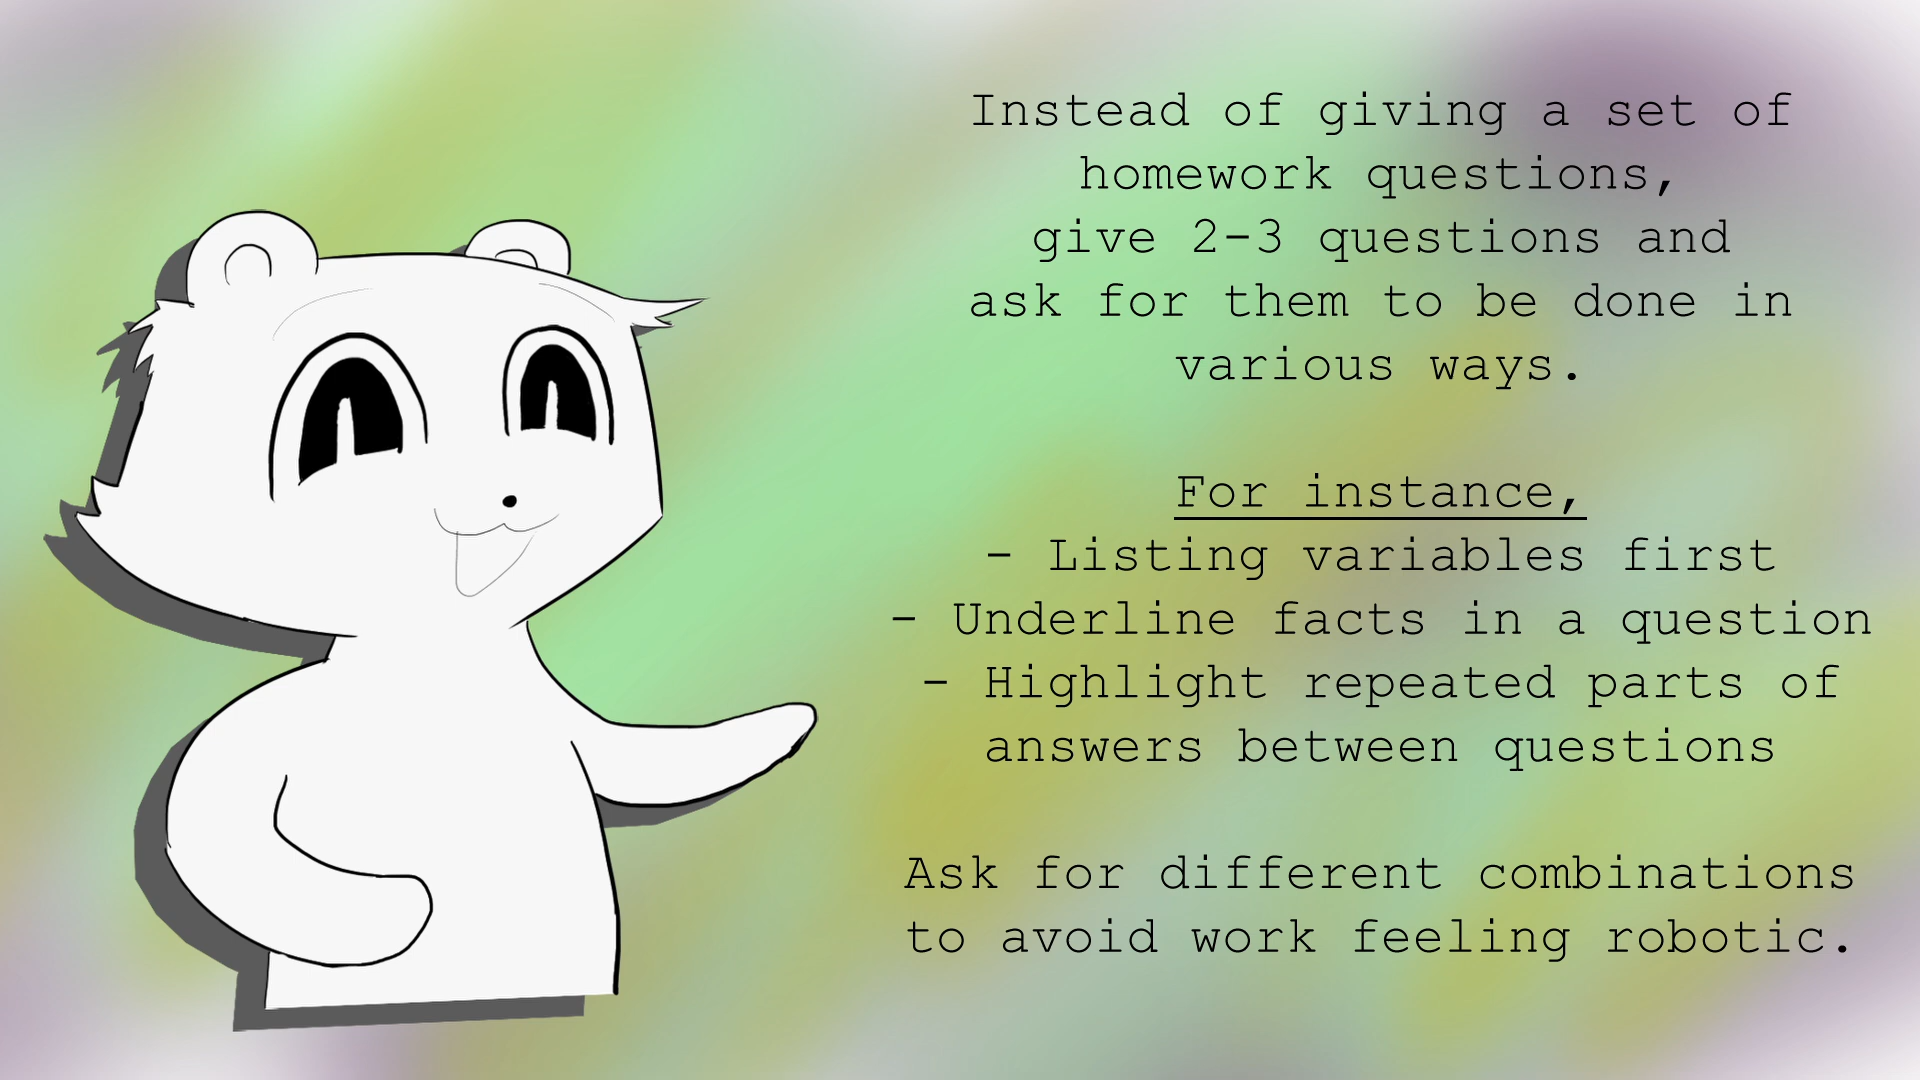 Instead of giving a set of
homework questions,
give 2-3 questions and
ask for them to be done in
various ways.
For instance,
- Listing variables first
- Underline facts in a question
- Highlight repeated parts of
answers between questions
Ask for different combinations
to avoid work feeling robotic.